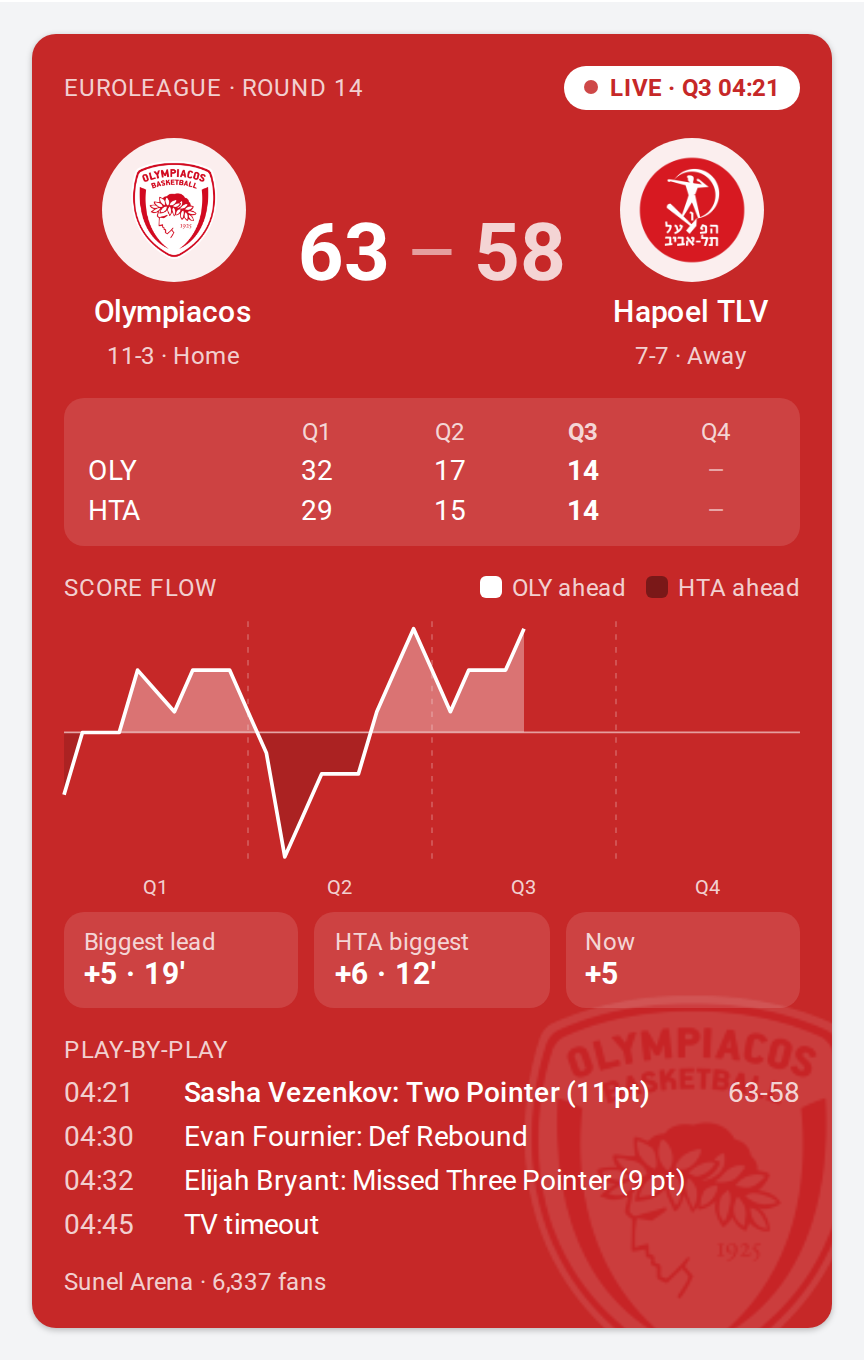 EUROLEAGUE · ROUND 14
LIVE · Q3 04:21
OLYMPIACOS
BASKETBALL
1925
63 – 58
הפועל
תל-אביב
Olympiacos
Hapoel TLV
11-3 · Home
7-7 · Away
Q1 Q2 Q3 Q4
OLY 32 17 14 –
HTA 29 15 14 –
SCORE FLOW
OLY ahead
HTA ahead
Q1 Q2 Q3 Q4
Biggest lead
+5 · 19'
HTA biggest
+6 · 12'
Now
+5
PLAY-BY-PLAY
OLYMPIACOS
BASKETBALL
04:21 Sasha Vezenkov: Two Pointer (11 pt) 63-58
04:30 Evan Fournier: Def Rebound
04:32 Elijah Bryant: Missed Three Pointer (9 pt)
04:45 TV timeout
1925
Sunel Arena · 6,337 fans